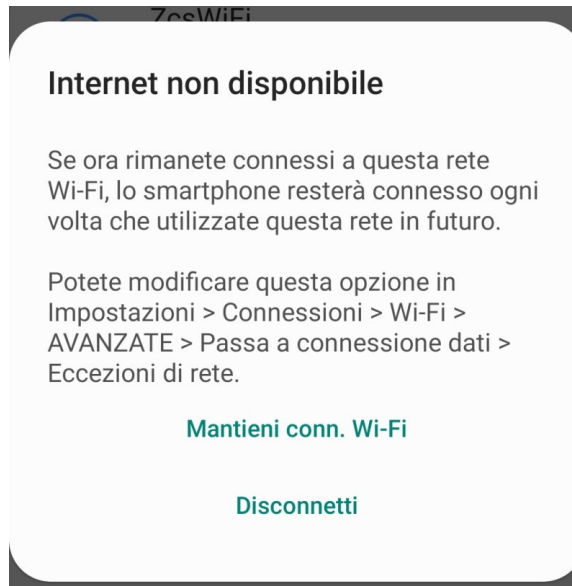 ZcsWiFi
Internet non disponibile
Se ora rimanete connessi a questa rete
Wi-Fi, lo smartphone resterà connesso ogni
volta che utilizzate questa rete in futuro.
Potete modificare questa opzione in
Impostazioni > Connessioni > Wi-Fi >
AVANZATE > Passa a connessione dati >
Eccezioni di rete.
Mantieni conn. Wi-Fi
Disconnetti